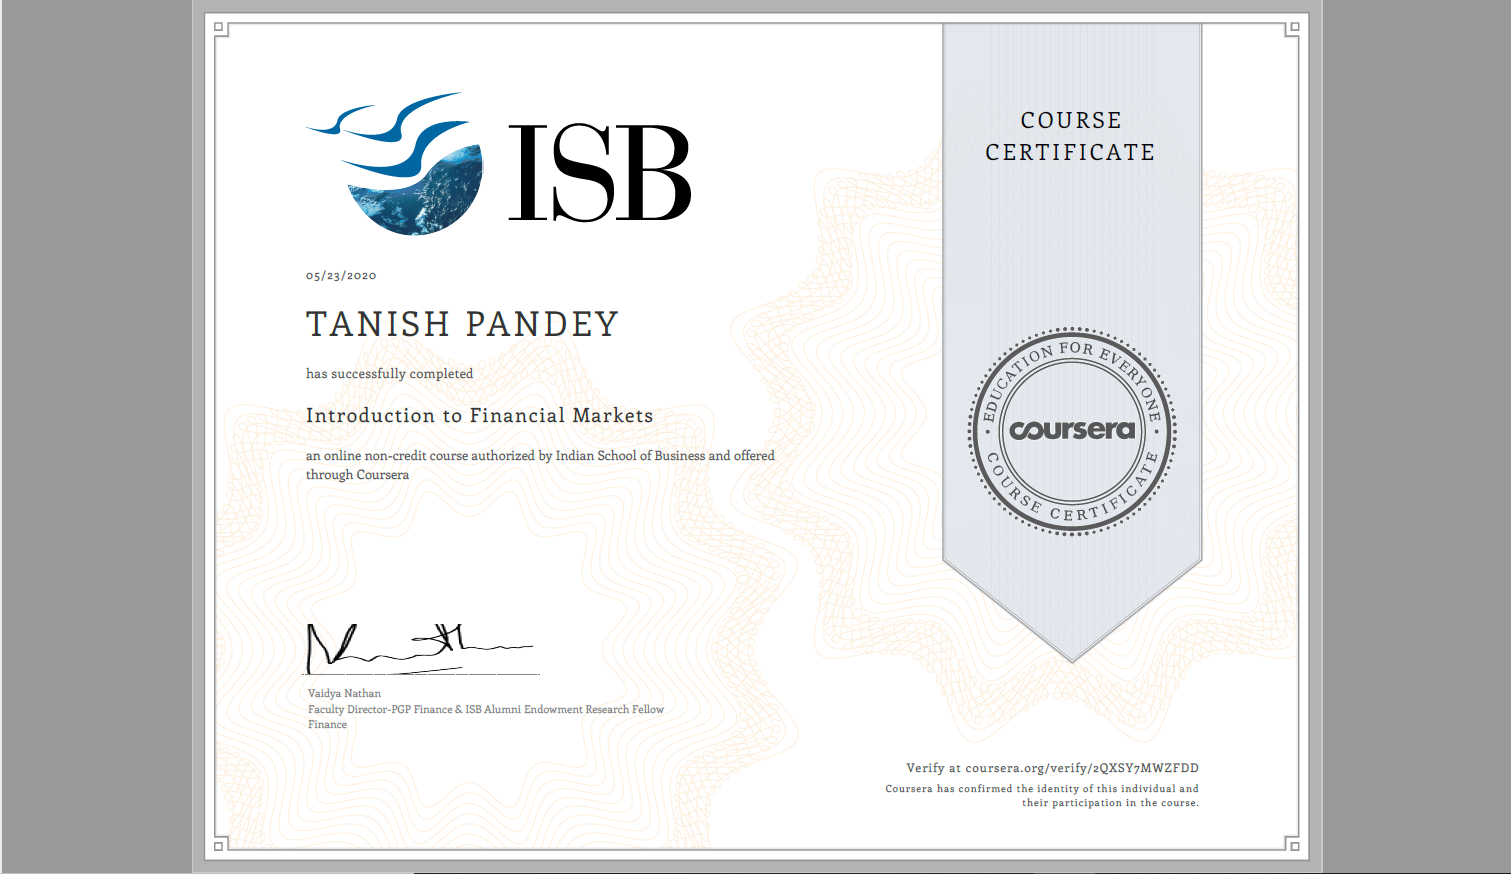 ISB
COURSE
CERTIFICATE
05/23/2020
TANISH PANDEY
has successfully completed
Introduction to Financial Markets
an online non-credit course authorized by Indian School of Business and offered
through Coursera
EDUCATION FOR EVERYONE
coursera
COURSE CERTIFICATE
Vaidya Nathan
Faculty Director-PGP Finance & ISB Alumni Endowment Research Fellow
Finance
Verify at coursera.org/verify/2QXSY7MWZFDD
Coursera has confirmed the identity of this individual and
their participation in the course.